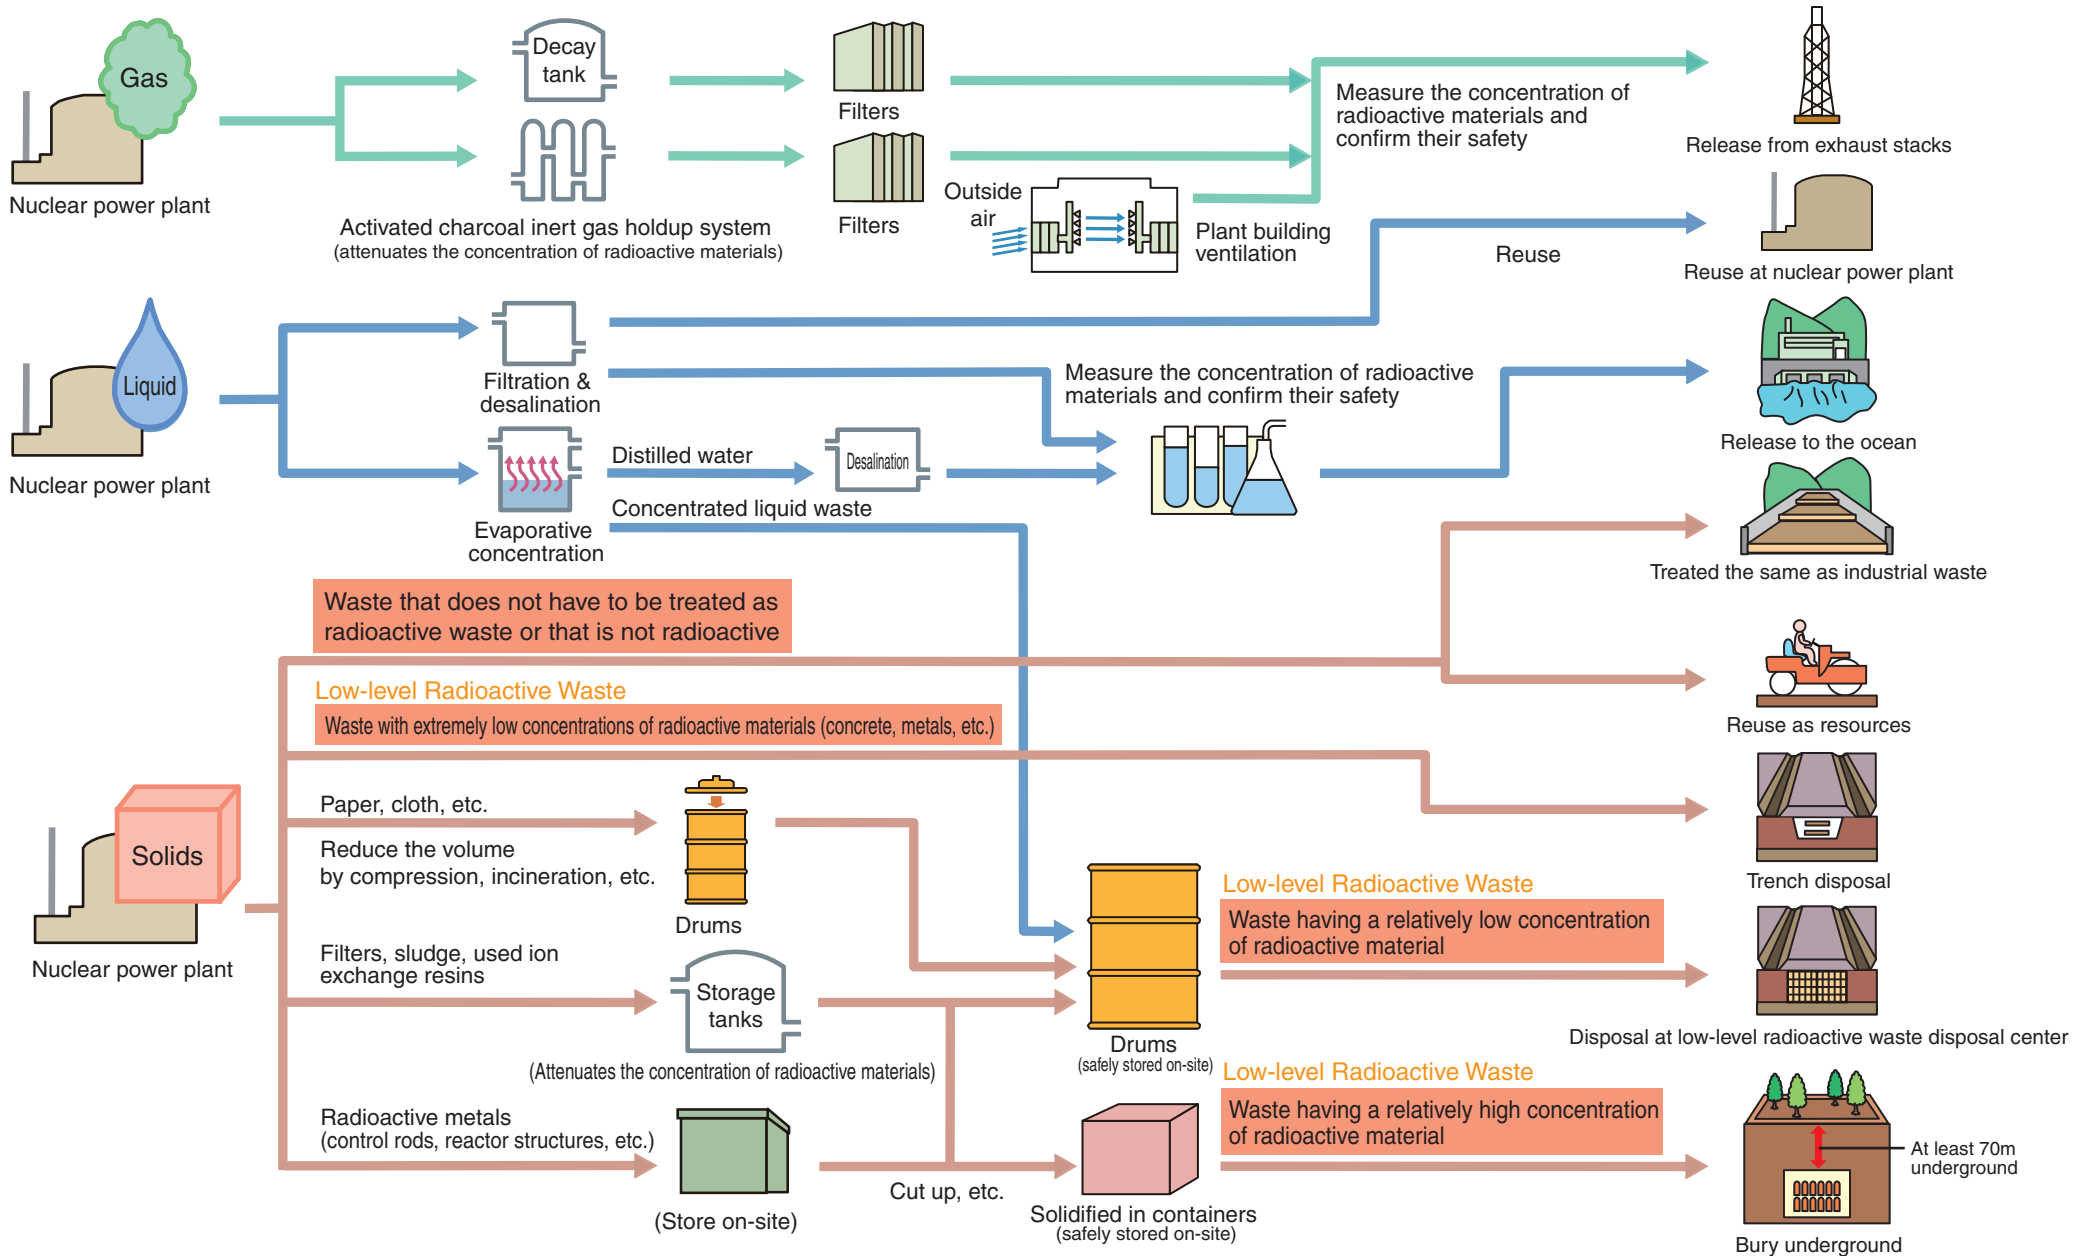 Gas
Nuclear power plant
Decay
tank
Activated charcoal inert gas holdup system
(attenuates the concentration of radioactive materials)
Filters
Filters
Outside
air
Plant building
ventilation
Measure the concentration of
radioactive materials and
confirm their safety
Release from exhaust stacks
Reuse
Reuse at nuclear power plant
Liquid
Nuclear power plant
Filtration &
desalination
Evaporative
concentration
Distilled water
Desalination
Concentrated liquid waste
Measure the concentration of radioactive
materials and confirm their safety
Release to the ocean
Treated the same as industrial waste
Waste that does not have to be treated as
radioactive waste or that is not radioactive
Reuse as resources
Low-level Radioactive Waste
Waste with extremely low concentrations of radioactive materials (concrete, metals, etc.)
Trench disposal
Solids
Nuclear power plant
Paper, cloth, etc.
Reduce the volume
by compression, incineration, etc.
Drums
Filters, sludge, used ion
exchange resins
Storage
tanks
(Attenuates the concentration of radioactive materials)
Drums
(safely stored on-site)
Low-level Radioactive Waste
Waste having a relatively low concentration
of radioactive material
Disposal at low-level radioactive waste disposal center
Radioactive metals
(control rods, reactor structures, etc.)
(Store on-site)
Cut up, etc.
Solidified in containers
(safely stored on-site)
Low-level Radioactive Waste
Waste having a relatively high concentration
of radioactive material
At least 70m
underground
Bury underground